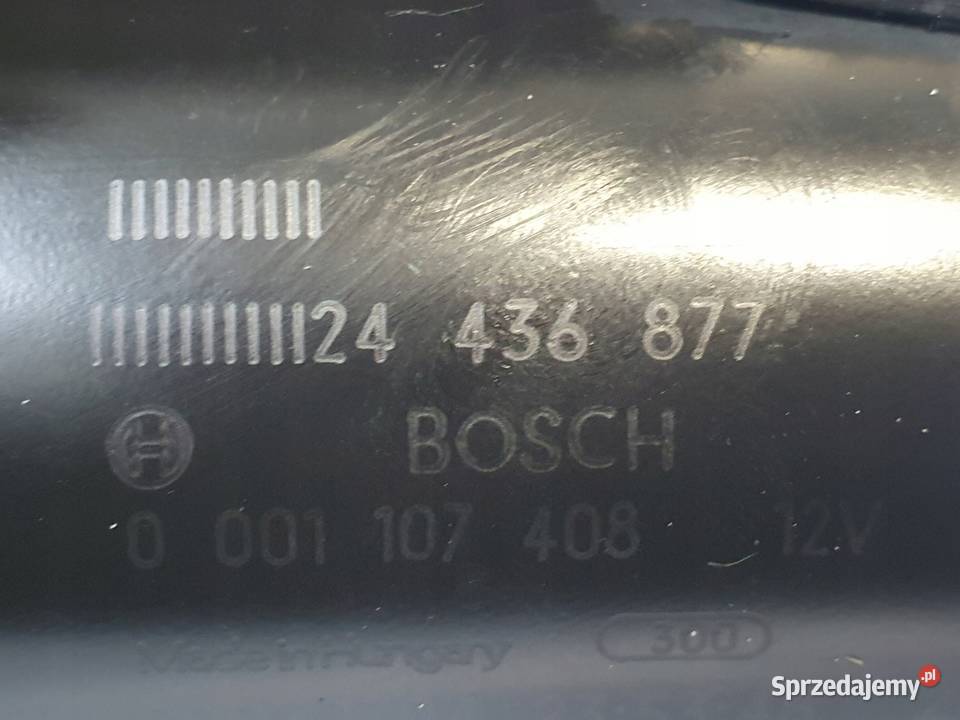 24 436 877
BOSCH
0 001 107 408 12V
Made in Hungary 300
Sprzedajemy.pl